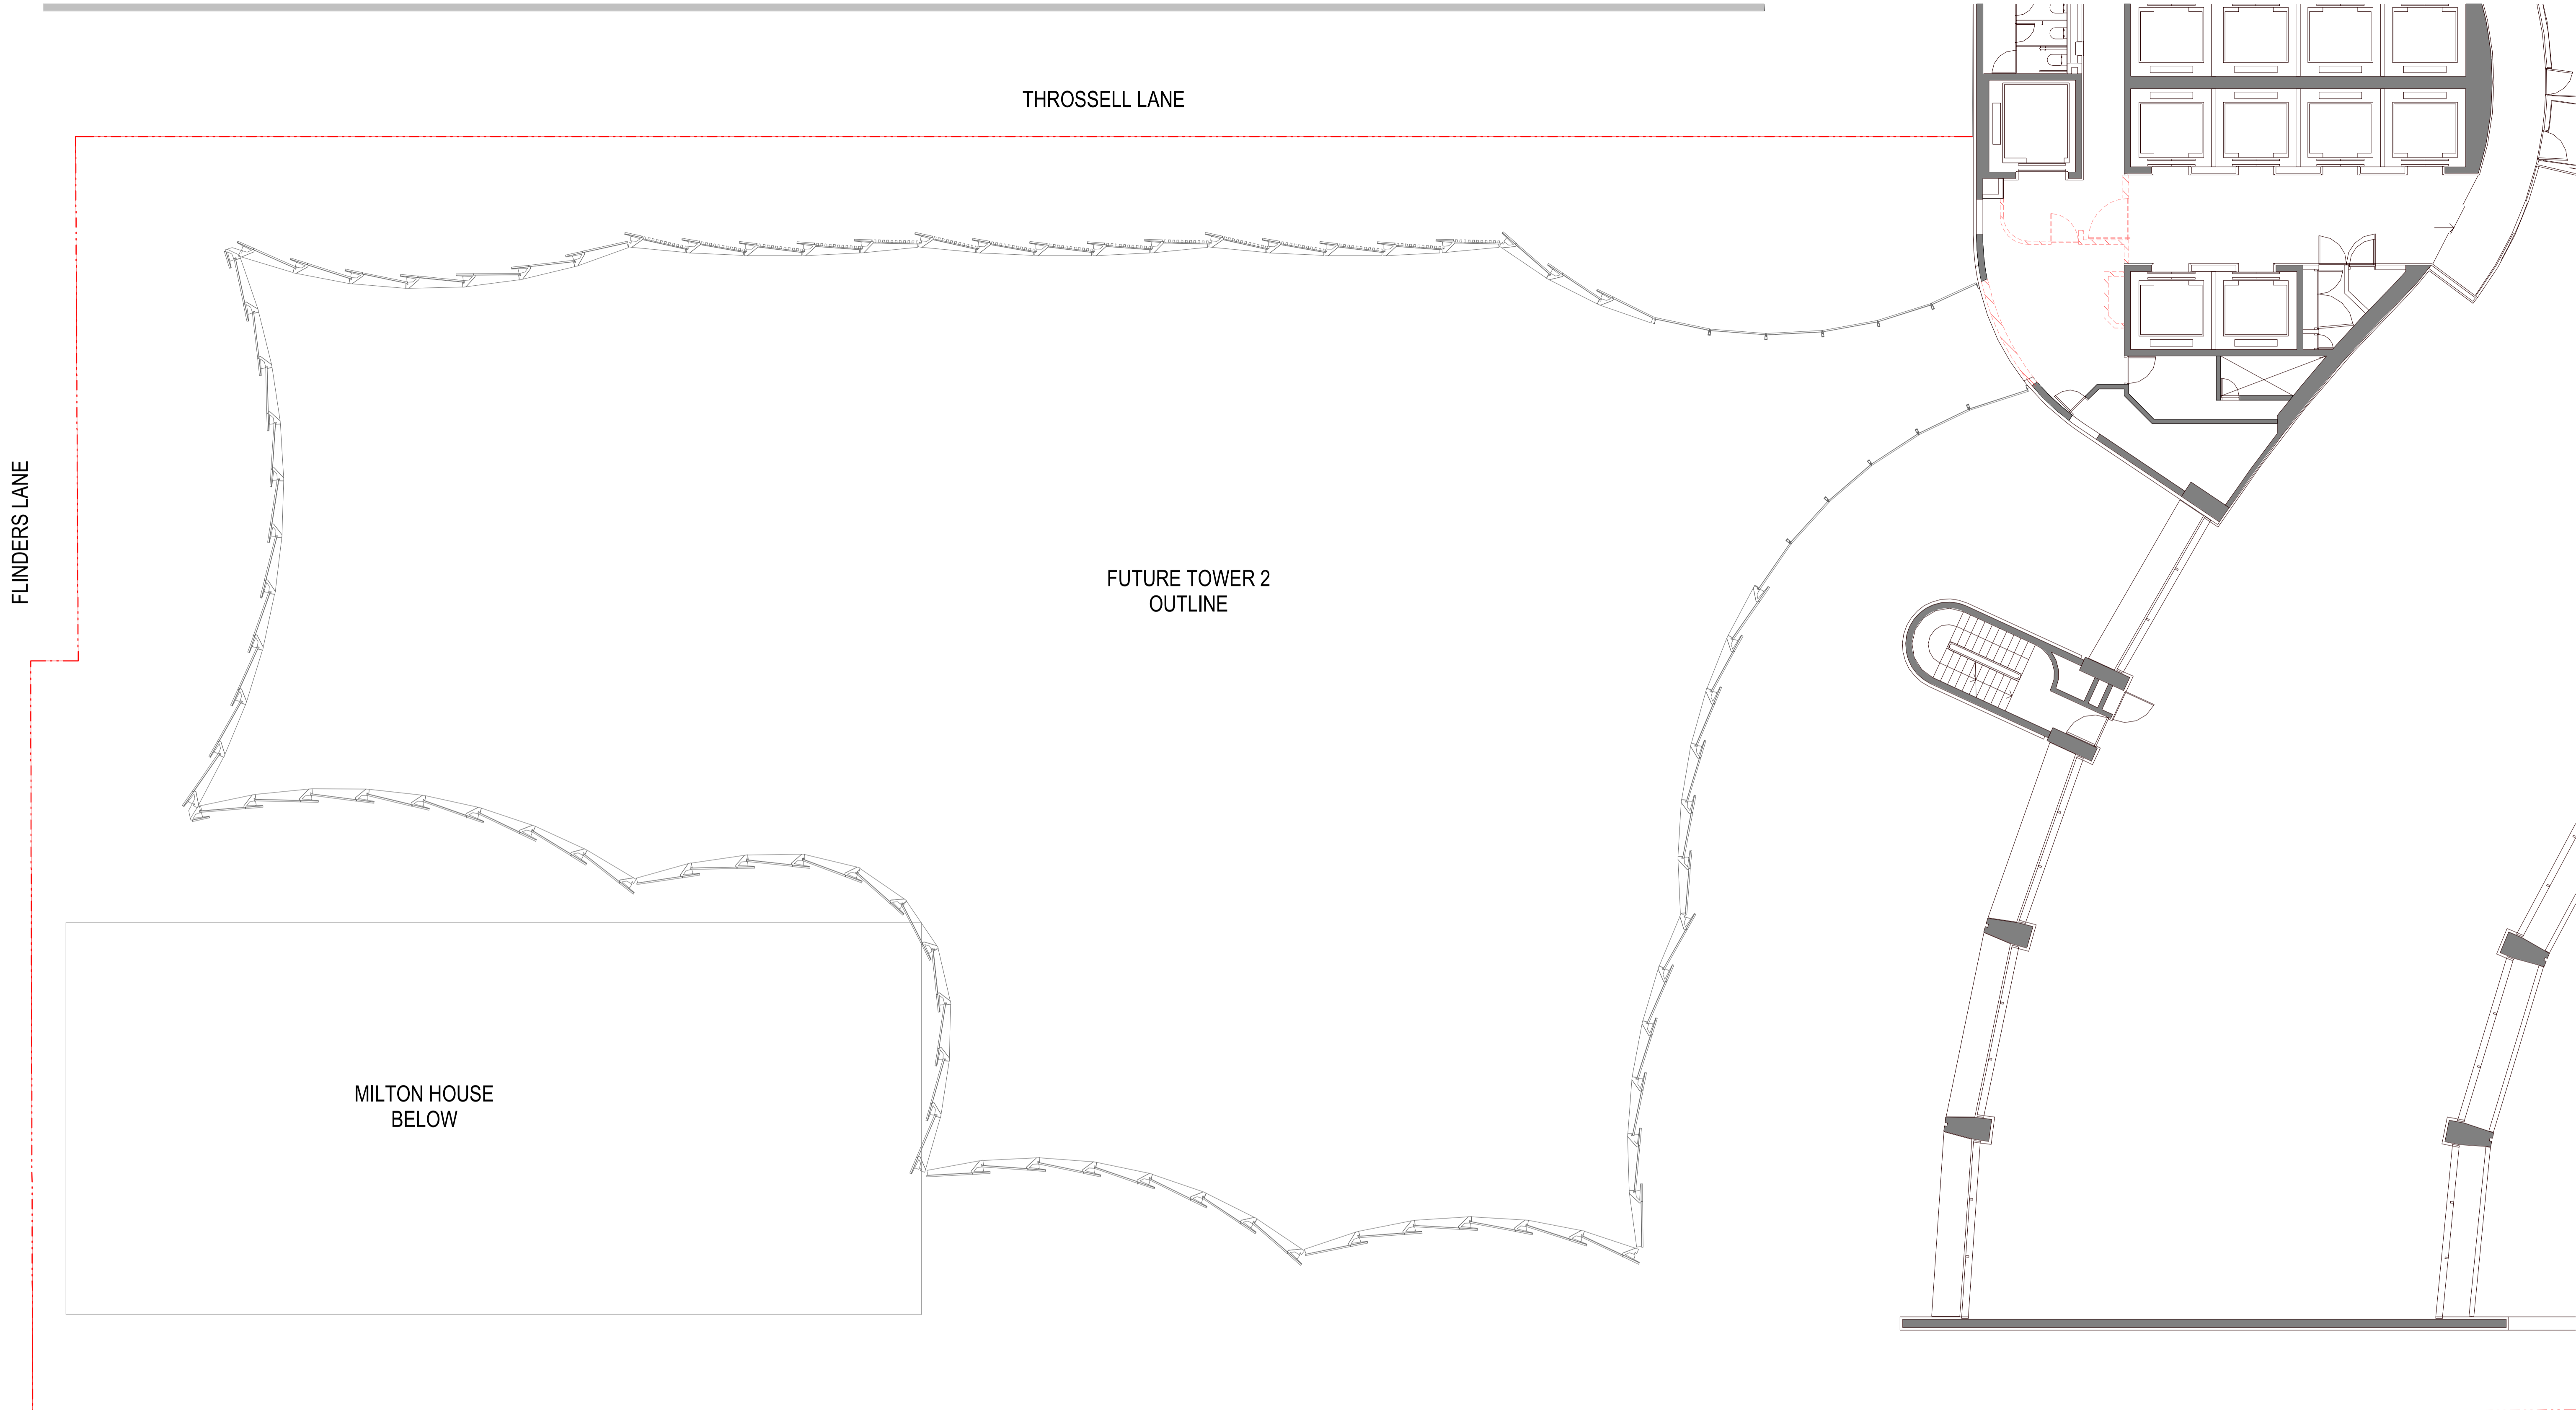 THROSSELL LANE
FLINDERS LANE
FUTURE TOWER 2
OUTLINE
MILTON HOUSE
BELOW